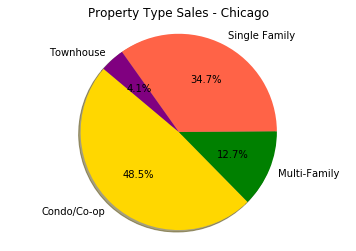 Property Type Sales - Chicago
Single Family
Townhouse
34.7%
4.1%
12.7%
48.5%
Multi-Family
Condo/Co-op